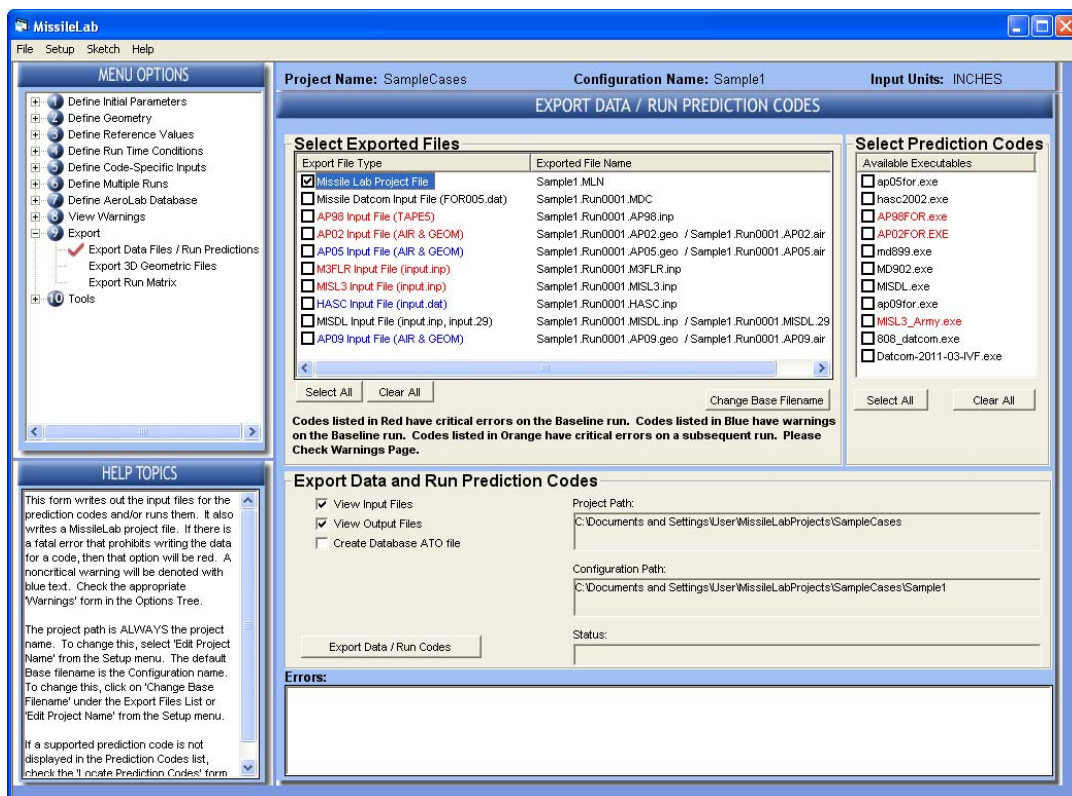 MissileLab
File Setup Sketch Help
MENU OPTIONS
1 Define Initial Parameters
2 Define Geometry
3 Define Reference Values
4 Define Run Time Conditions
5 Define Code-Specific Inputs
6 Define Multiple Runs
7 Define AeroLab Database
8 View Warnings
9 Export
Export Data Files / Run Predictions
Export 3D Geometric Files
Export Run Matrix
10 Tools
HELP TOPICS
This form writes out the input files for the
prediction codes and/or runs them. It also
writes a MissileLab project file. If there is
a fatal error that prohibits writing the data
for a code, then that option will be red. A
noncritical warning will be denoted with
blue text. Check the appropriate
'Warnings' form in the Options Tree.
The project path is ALWAYS the project
name. To change this, select 'Edit Project
Name' from the Setup menu. The default
Base filename is the Configuration name.
To change this, click on 'Change Base
Filename' under the Export Files List or
'Edit Project Name' from the Setup menu.
If a supported prediction code is not
displayed in the Prediction Codes list,
check the 'Locate Prediction Codes' form
Project Name: SampleCases Configuration Name: Sample1 Input Units: INCHES
EXPORT DATA / RUN PREDICTION CODES
Select Exported Files
Export File Type Exported File Name
Missile Lab Project File Sample1.MLN
Missile Datcom Input File (FOR005.dat) Sample1.Run0001.MDC
AP98 Input File (TAPE5) Sample1.Run0001.AP98.inp
AP02 Input File (AIR & GEOM) Sample1.Run0001.AP02.geo / Sample1.Run0001.AP02.air
AP05 Input File (AIR & GEOM) Sample1.Run0001.AP05.geo / Sample1.Run0001.AP05.air
M3FLR Input File (input.inp) Sample1.Run0001.M3FLR.inp
MISL3 Input File (input.inp) Sample1.Run0001.MISL3.inp
HASC Input File (input.dat) Sample1.Run0001.HASC.inp
MISDL Input File (input.inp, input.29) Sample1.Run0001.MISDL.inp / Sample1.Run0001.MISDL.29
AP09 Input File (AIR & GEOM) Sample1.Run0001.AP09.geo / Sample1.Run0001.AP09.air
Select All Clear All
Change Base Filename
Codes listed in Red have critical errors on the Baseline run. Codes listed in Blue have warnings
on the Baseline run. Codes listed in Orange have critical errors on a subsequent run. Please
Check Warnings Page.
Select Prediction Codes
Available Executables
ap05for.exe
hasc2002.exe
AP98FOR.exe
AP02FOR.EXE
md899.exe
MD902.exe
MISDL.exe
ap09for.exe
MISL3_Army.exe
808_datcom.exe
Datcom-2011-03-IVF.exe
Select All Clear All
Export Data and Run Prediction Codes
View Input Files
View Output Files
Create Database ATO file
Export Data / Run Codes
Project Path:
C:\Documents and Settings\User\MissileLabProjects\SampleCases
Configuration Path:
C:\Documents and Settings\User\MissileLabProjects\SampleCases\Sample1
Status:
Errors: